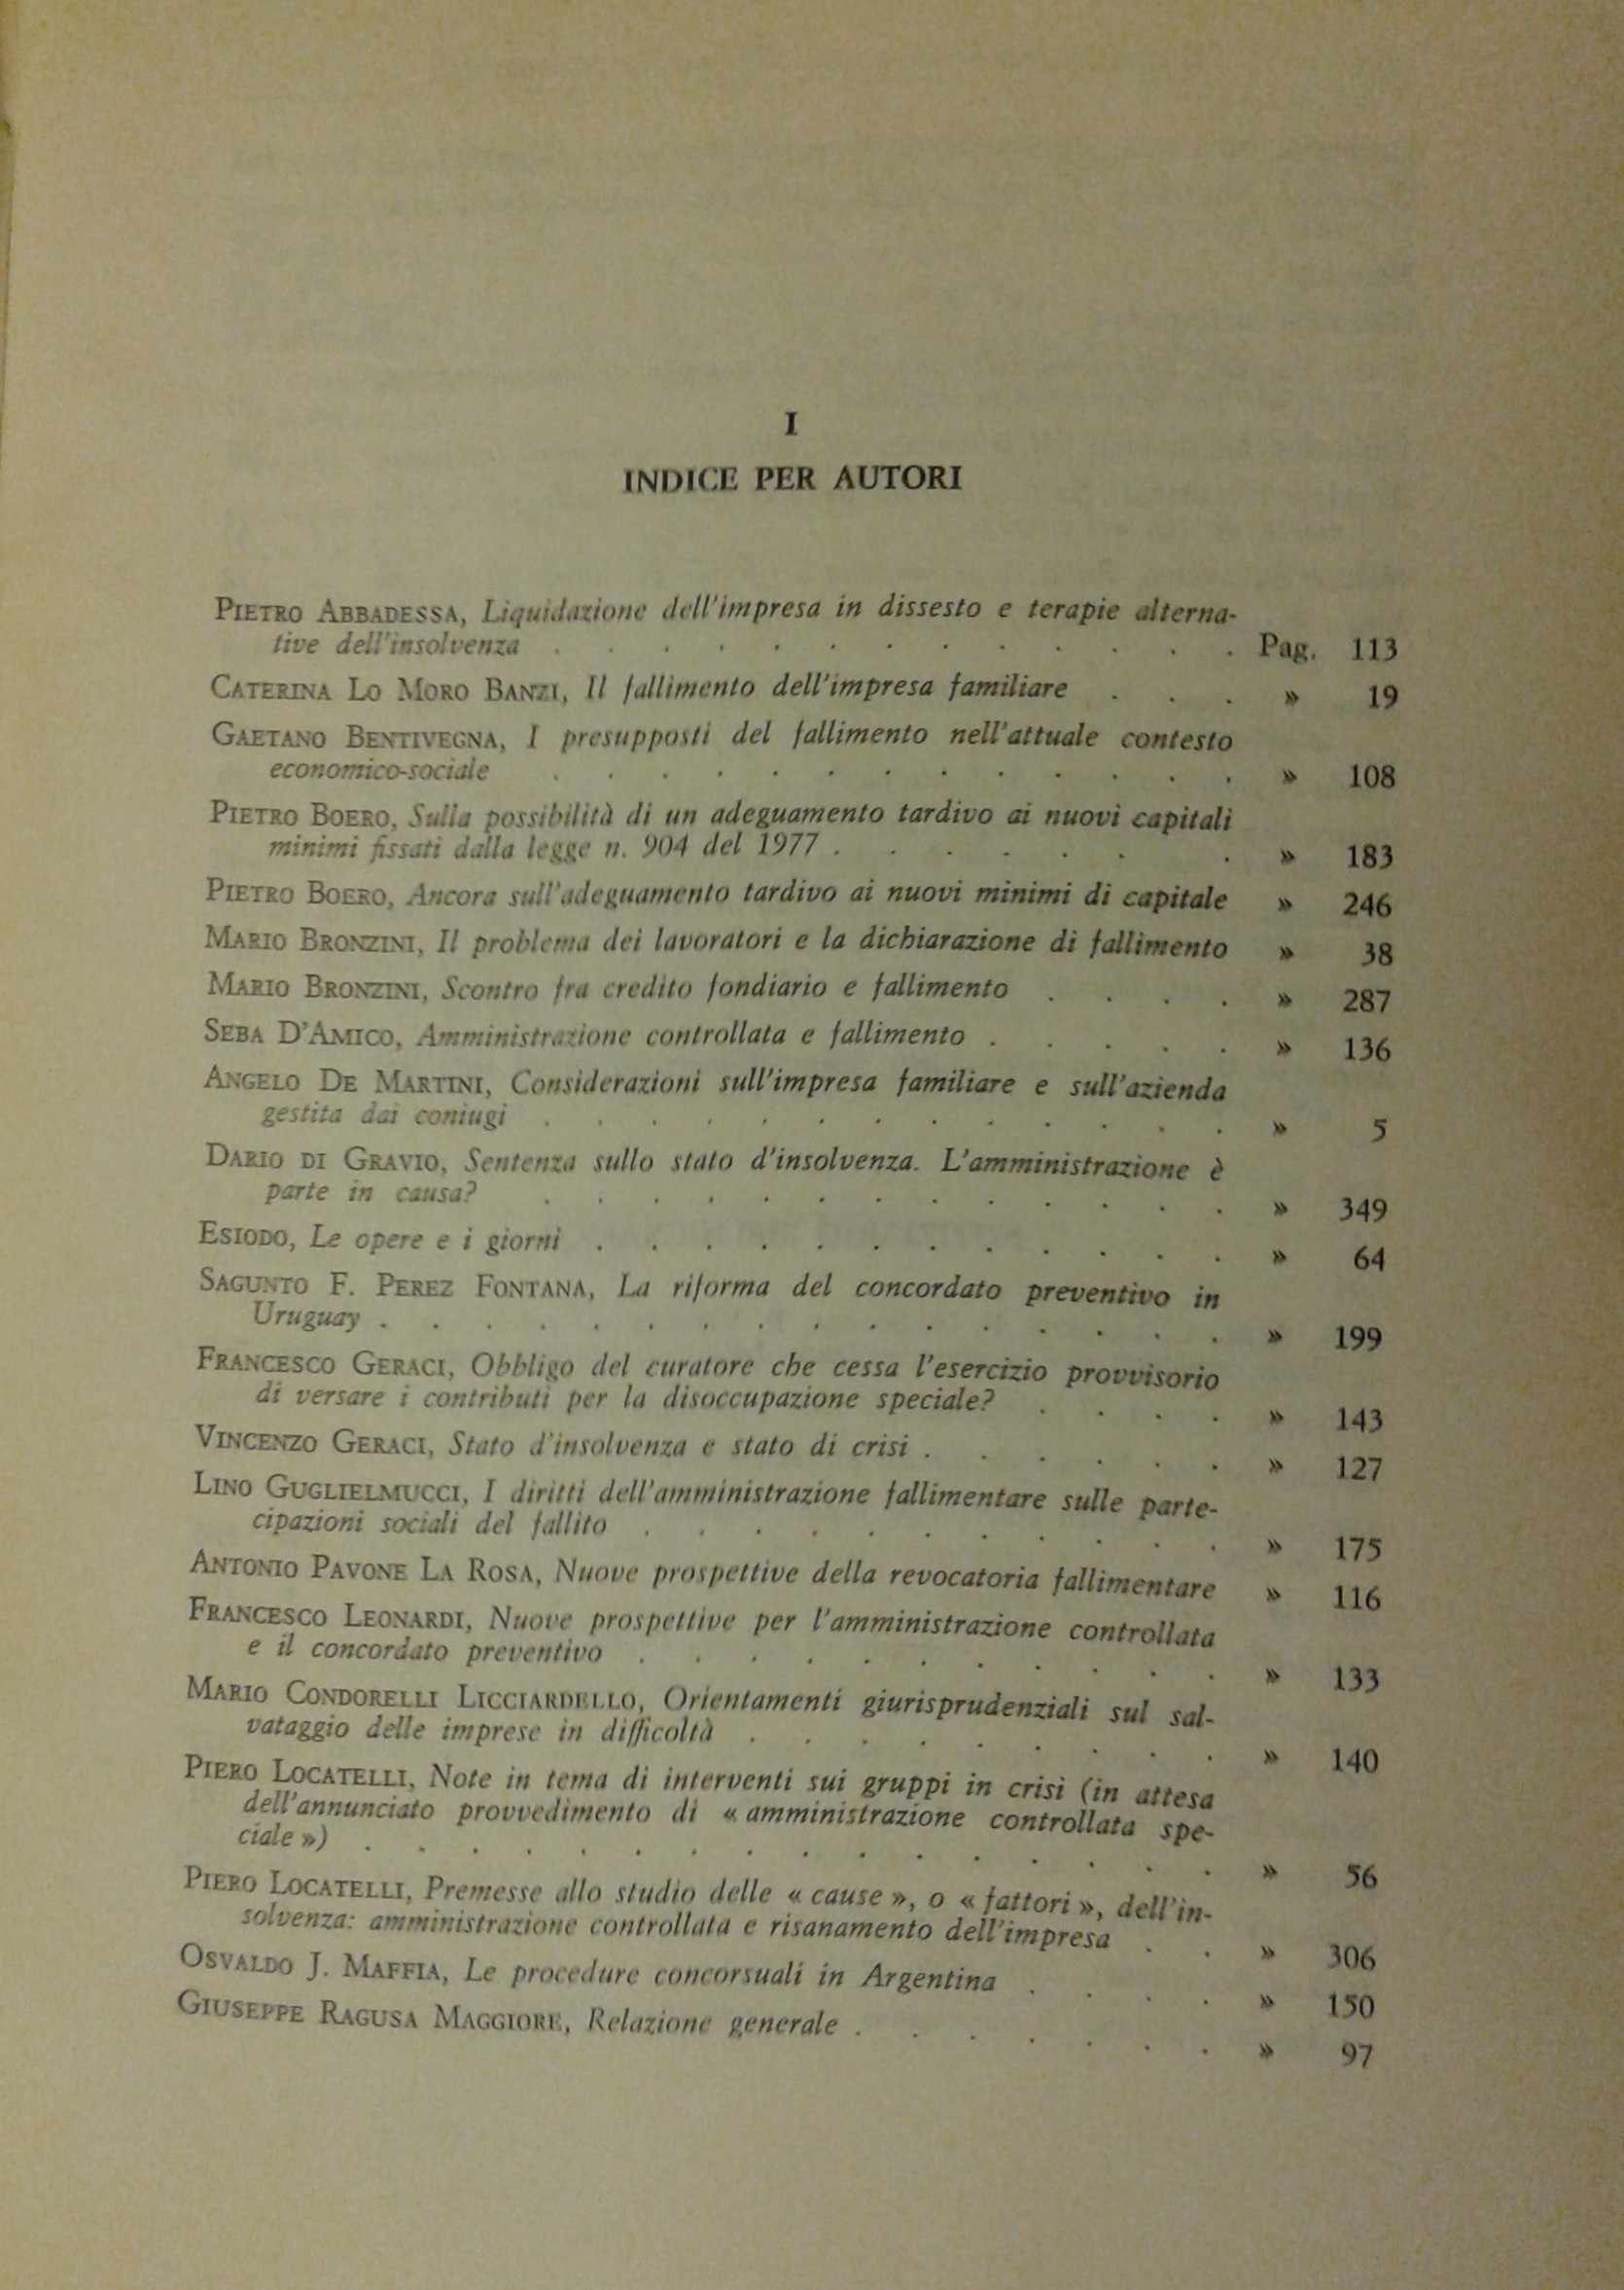 I
INDICE PER AUTORI
PIETRO ABBADESSA, Liquidazione dell'impresa in dissesto e terapie alterna-
tive dell'insolvenza . . . . . . . . . . . . . Pag. 113
CATERINA LO MORO BANZI, Il fallimento dell'impresa familiare . . . » 19
GAETANO BENTIVEGNA, I presupposti del fallimento nell'attuale contesto
economico-sociale . . . . . . . . . . . . . » 108
PIETRO BOERO, Sulla possibilità di un adeguamento tardivo ai nuovi capitali
minimi fissati dalla legge n. 904 del 1977 . . . . . . . . » 183
PIETRO BOERO, Ancora sull'adeguamento tardivo ai nuovi minimi di capitale » 246
MARIO BRONZINI, Il problema dei lavoratori e la dichiarazione di fallimento » 38
MARIO BRONZINI, Scontro fra credito fondiario e fallimento . . . . » 287
SEBA D'AMICO, Amministrazione controllata e fallimento . . . . . » 136
ANGELO DE MARTINI, Considerazioni sull'impresa familiare e sull'azienda
gestita dai coniugi . . . . . . . . . . . . . » 5
DARIO DI GRAVIO, Sentenza sullo stato d'insolvenza. L'amministrazione è
parte in causa? . . . . . . . . . . . . . » 349
ESIODO, Le opere e i giorni . . . . . . . . . . . . » 64
SAGUNTO F. PEREZ FONTANA, La riforma del concordato preventivo in
Uruguay . . . . . . . . . . . . . . . . » 199
FRANCESCO GERACI, Obbligo del curatore che cessa l'esercizio provvisorio
di versare i contributi per la disoccupazione speciale? . . . . » 143
VINCENZO GERACI, Stato d'insolvenza e stato di crisi . . . . . . » 127
LINO GUGLIELMUCCI, I diritti dell'amministrazione fallimentare sulle parte-
cipazioni sociali del fallito . . . . . . . . . . . » 175
ANTONIO PAVONE LA ROSA, Nuove prospettive della revocatoria fallimentare » 116
FRANCESCO LEONARDI, Nuove prospettive per l'amministrazione controllata
e il concordato preventivo . . . . . . . . . . . » 133
MARIO CONDORELLI LICCIARDELLO, Orientamenti giurisprudenziali sul sal-
vataggio delle imprese in difficoltà . . . . . . . . . » 140
PIERO LOCATELLI, Note in tema di interventi sui gruppi in crisi (in attesa
dell'annunciato provvedimento di « amministrazione controllata spe-
ciale ») . . . . . . . . . . . . . . . . » 56
PIERO LOCATELLI, Premesse allo studio delle « cause », o « fattori », dell'in-
solvenza: amministrazione controllata e risanamento dell'impresa . . » 306
OSVALDO J. MAFFIA, Le procedure concorsuali in Argentina . . . . » 150
GIUSEPPE RAGUSA MAGGIORE, Relazione generale . . . . . . . » 97